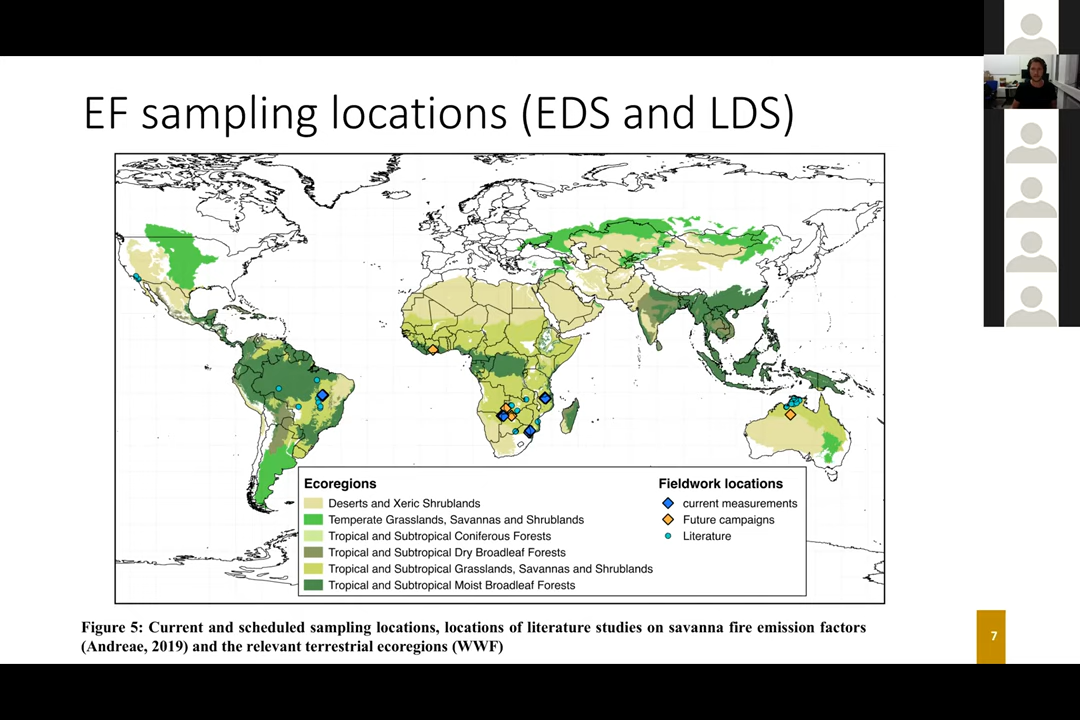 EF sampling locations (EDS and LDS)
Ecoregions
Deserts and Xeric Shrublands
Temperate Grasslands, Savannas and Shrublands
Tropical and Subtropical Coniferous Forests
Tropical and Subtropical Dry Broadleaf Forests
Tropical and Subtropical Grasslands, Savannas and Shrublands
Tropical and Subtropical Moist Broadleaf Forests
Fieldwork locations
current measurements
Future campaigns
Literature
Figure 5: Current and scheduled sampling locations, locations of literature studies on savanna fire emission factors
(Andreae, 2019) and the relevant terrestrial ecoregions (WWF)
7